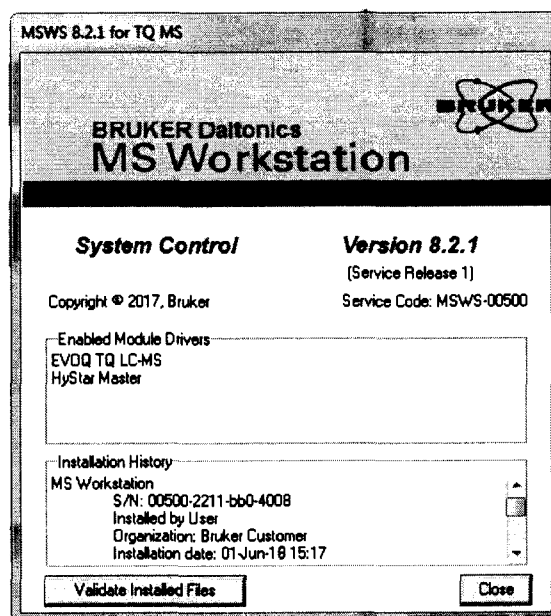 MSWS 8.2.1 for TQ MS
BRUKER
BRUKER Daltonics
MS Workstation
System Control
Version 8.2.1
(Service Release 1)
Copyright © 2017, Bruker
Service Code: MSWS-00500
Enabled Module Drivers
EVOQ TQ LC-MS
HyStar Master
Installation History
MS Workstation
S/N: 00500-2211-bb0-4008
Installed by User
Organization: Bruker Customer
Installation date: 01-Jun-18 15:17
Validate Installed Files
Close